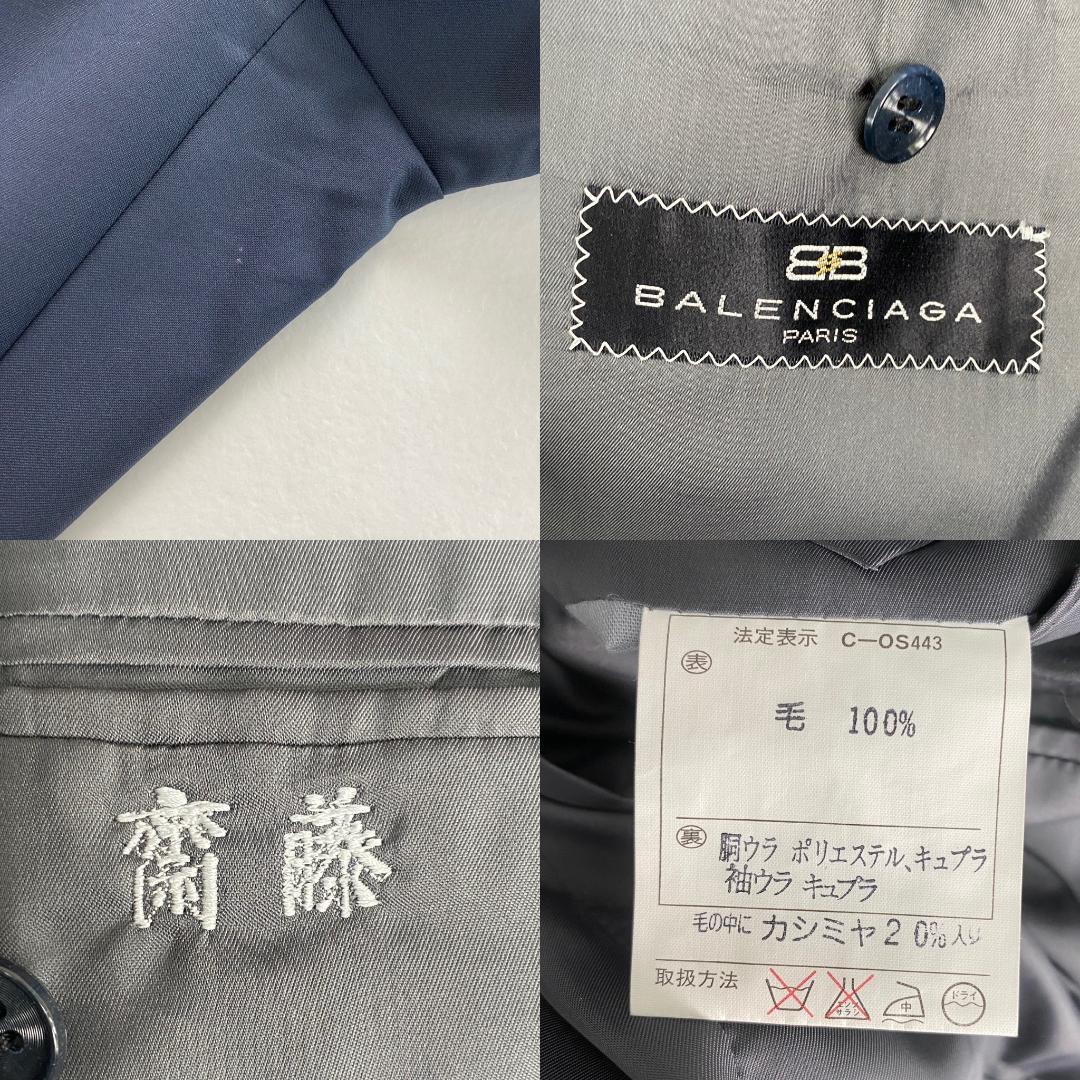 BB
BALENCIAGA
PARIS
齋藤
法定表示 C-OS443
表
毛 100%
裏 胴ウラ ポリエステル、キュプラ
袖ウラ キュプラ
毛の中に カシミヤ20%入り
取扱方法 エンソサラシ 中 ドライ